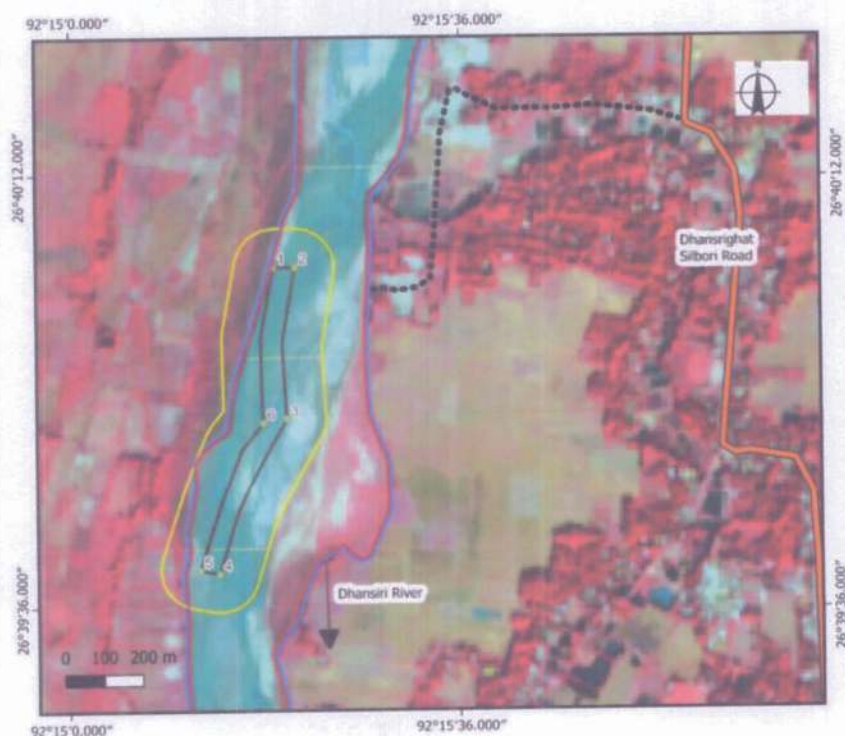 92°15'0.000"
92°15'36.000"
N
26°40'12.000"
26°40'12.000"
Dhansrighat
Silbori Road
1
2
6
3
5
4
Dhansiri River
26°39'36.000"
26°39'36.000"
0 100 200 m
92°15'0.000"
92°15'36.000"